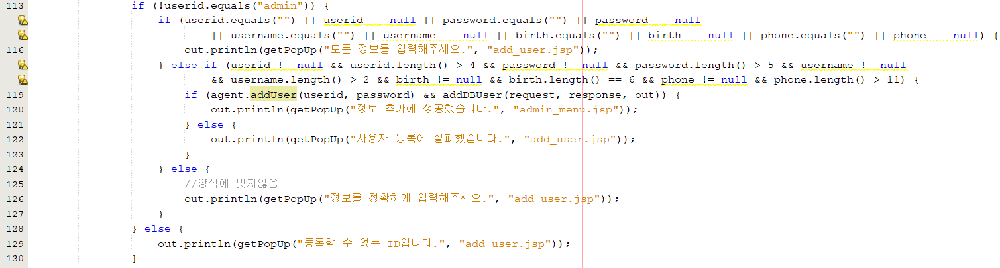 113 if (!userid.equals("admin")) {
if (userid.equals("") || userid == null || password.equals("") || password == null
|| username.equals("") || username == null || birth.equals("") || birth == null || phone.equals("") || phone == null) {
116 out.println(getPopUp("모든 정보를 입력해주세요.", "add_user.jsp"));
} else if (userid != null && userid.length() > 4 && password != null && password.length() > 5 && username != null
&& username.length() > 2 && birth != null && birth.length() == 6 && phone != null && phone.length() > 11) {
119 if (agent.addUser(userid, password) && addDBUser(request, response, out)) {
120 out.println(getPopUp("정보 추가에 성공했습니다.", "admin_menu.jsp"));
121 } else {
122 out.println(getPopUp("사용자 등록에 실패했습니다.", "add_user.jsp"));
123 }
124 } else {
125 //양식에 맞지않음
126 out.println(getPopUp("정보를 정확하게 입력해주세요.", "add_user.jsp"));
127 }
128 } else {
129 out.println(getPopUp("등록할 수 없는 ID입니다.", "add_user.jsp"));
130 }